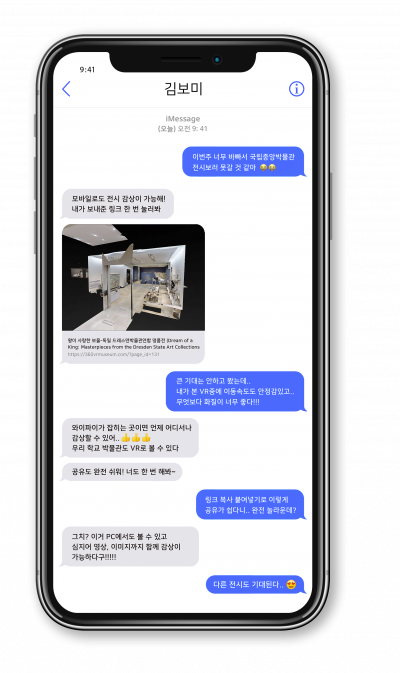 9:41
김보미
iMessage
(오늘) 오전 9: 41
이번주 너무 바빠서 국립중앙박물관
전시보러 못갈 것 같아 😂😂
모바일로도 전시 감상이 가능해!
내가 보내준 링크 한 번 눌러봐
왕이 사랑한 보물-독일 드레스덴박물관연합 명품전 (Dream of a
King: Masterpieces from the Dresden State Art Collections
https://365vrmuseum.com/?page_id=131
큰 기대는 안하고 봤는데..
내가 본 VR중에 이동속도도 안정감있고..
무엇보다 화질이 너무 좋다!!!
와이파이가 잡히는 곳이면 언제 어디서나
감상할 수 있어..👍👍👍
우리 학교 박물관도 VR로 볼 수 있다
공유도 완전 쉬워! 너도 한 번 해봐~
링크 복사 붙여넣기로 이렇게
공유가 쉽다니.. 완전 놀라운데?
그치? 이거 PC에서도 볼 수 있고
심지어 영상, 이미지까지 함께 감상이
가능하다구!!!!!
다른 전시도 기대된다.. 😍